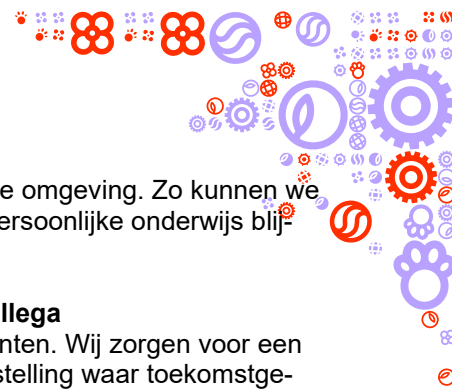 e omgeving. Zo kunnen we
ersoonlijke onderwijs blij-
llega
nten. Wij zorgen voor een
stelling waar toekomstge-